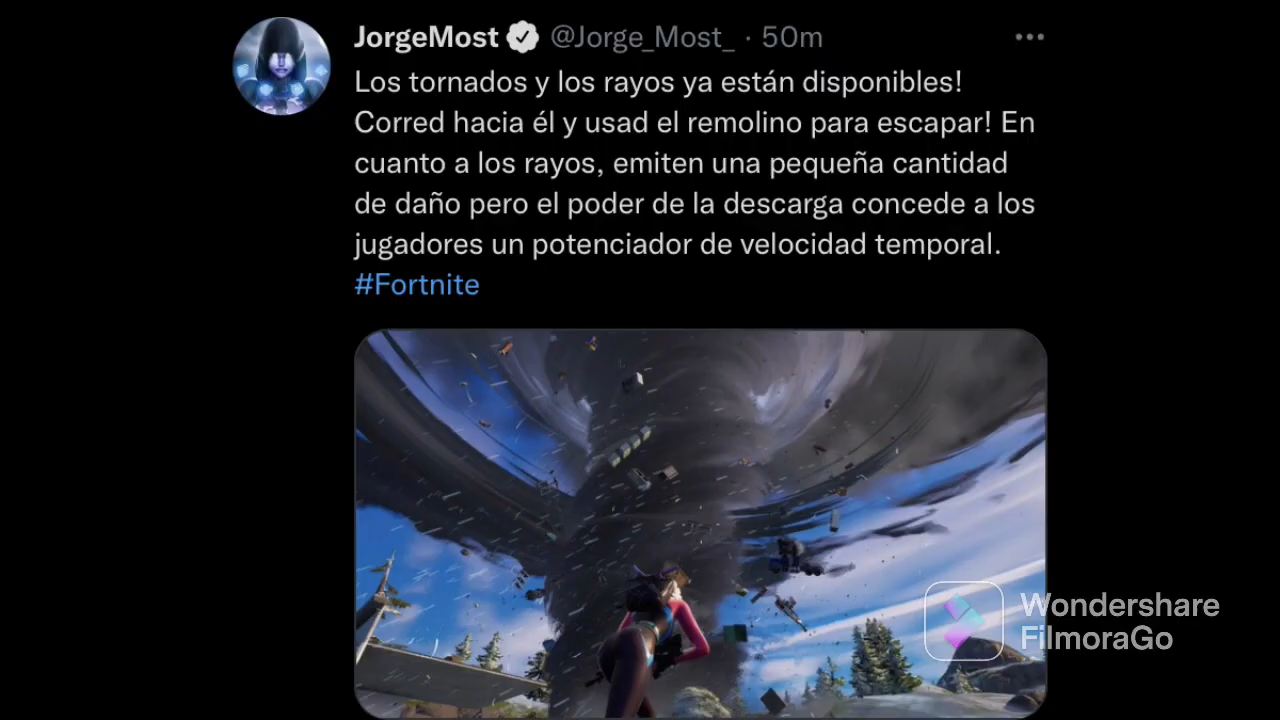 JorgeMost @Jorge_Most_ · 50m
Los tornados y los rayos ya están disponibles!
Corred hacia él y usad el remolino para escapar! En
cuanto a los rayos, emiten una pequeña cantidad
de daño pero el poder de la descarga concede a los
jugadores un potenciador de velocidad temporal.
#Fortnite
Wondershare
FilmoraGo